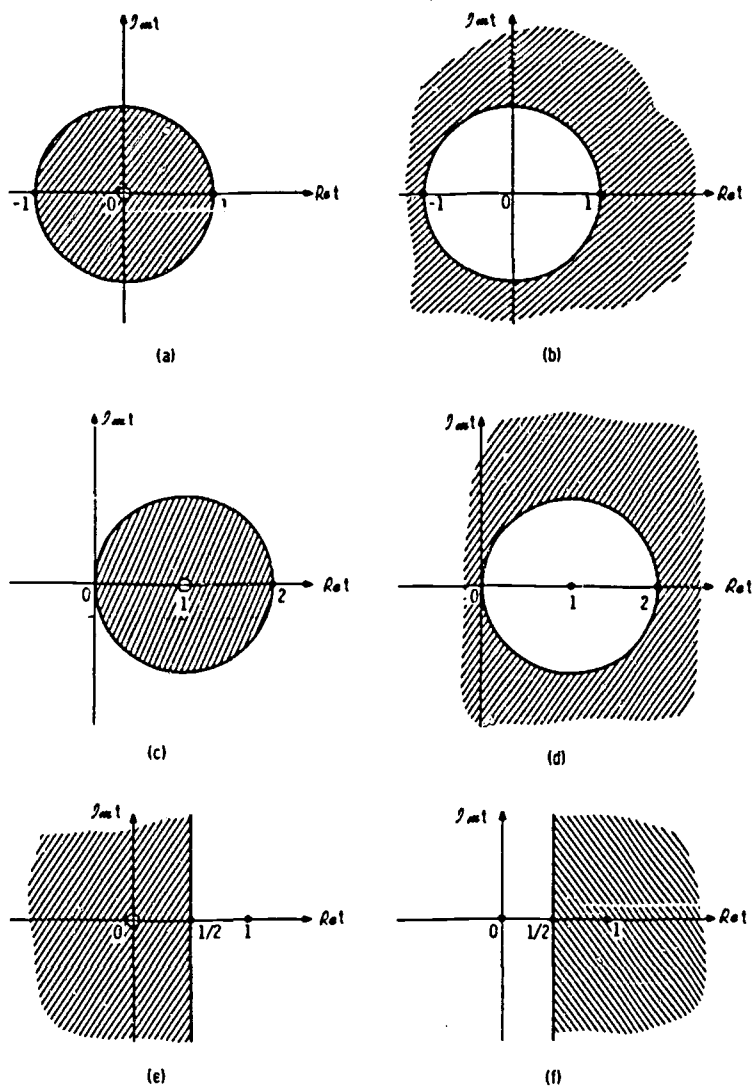 Im t
Im t
-1 0 1 Re t
-1 0 1 Re t
(a)
(b)
Im t
Im t
0 1 2 Re t
0 1 2 Re t
(c)
(d)
Im t
Im t
0 1/2 1 Re t
0 1/2 1 Re t
(e)
(f)